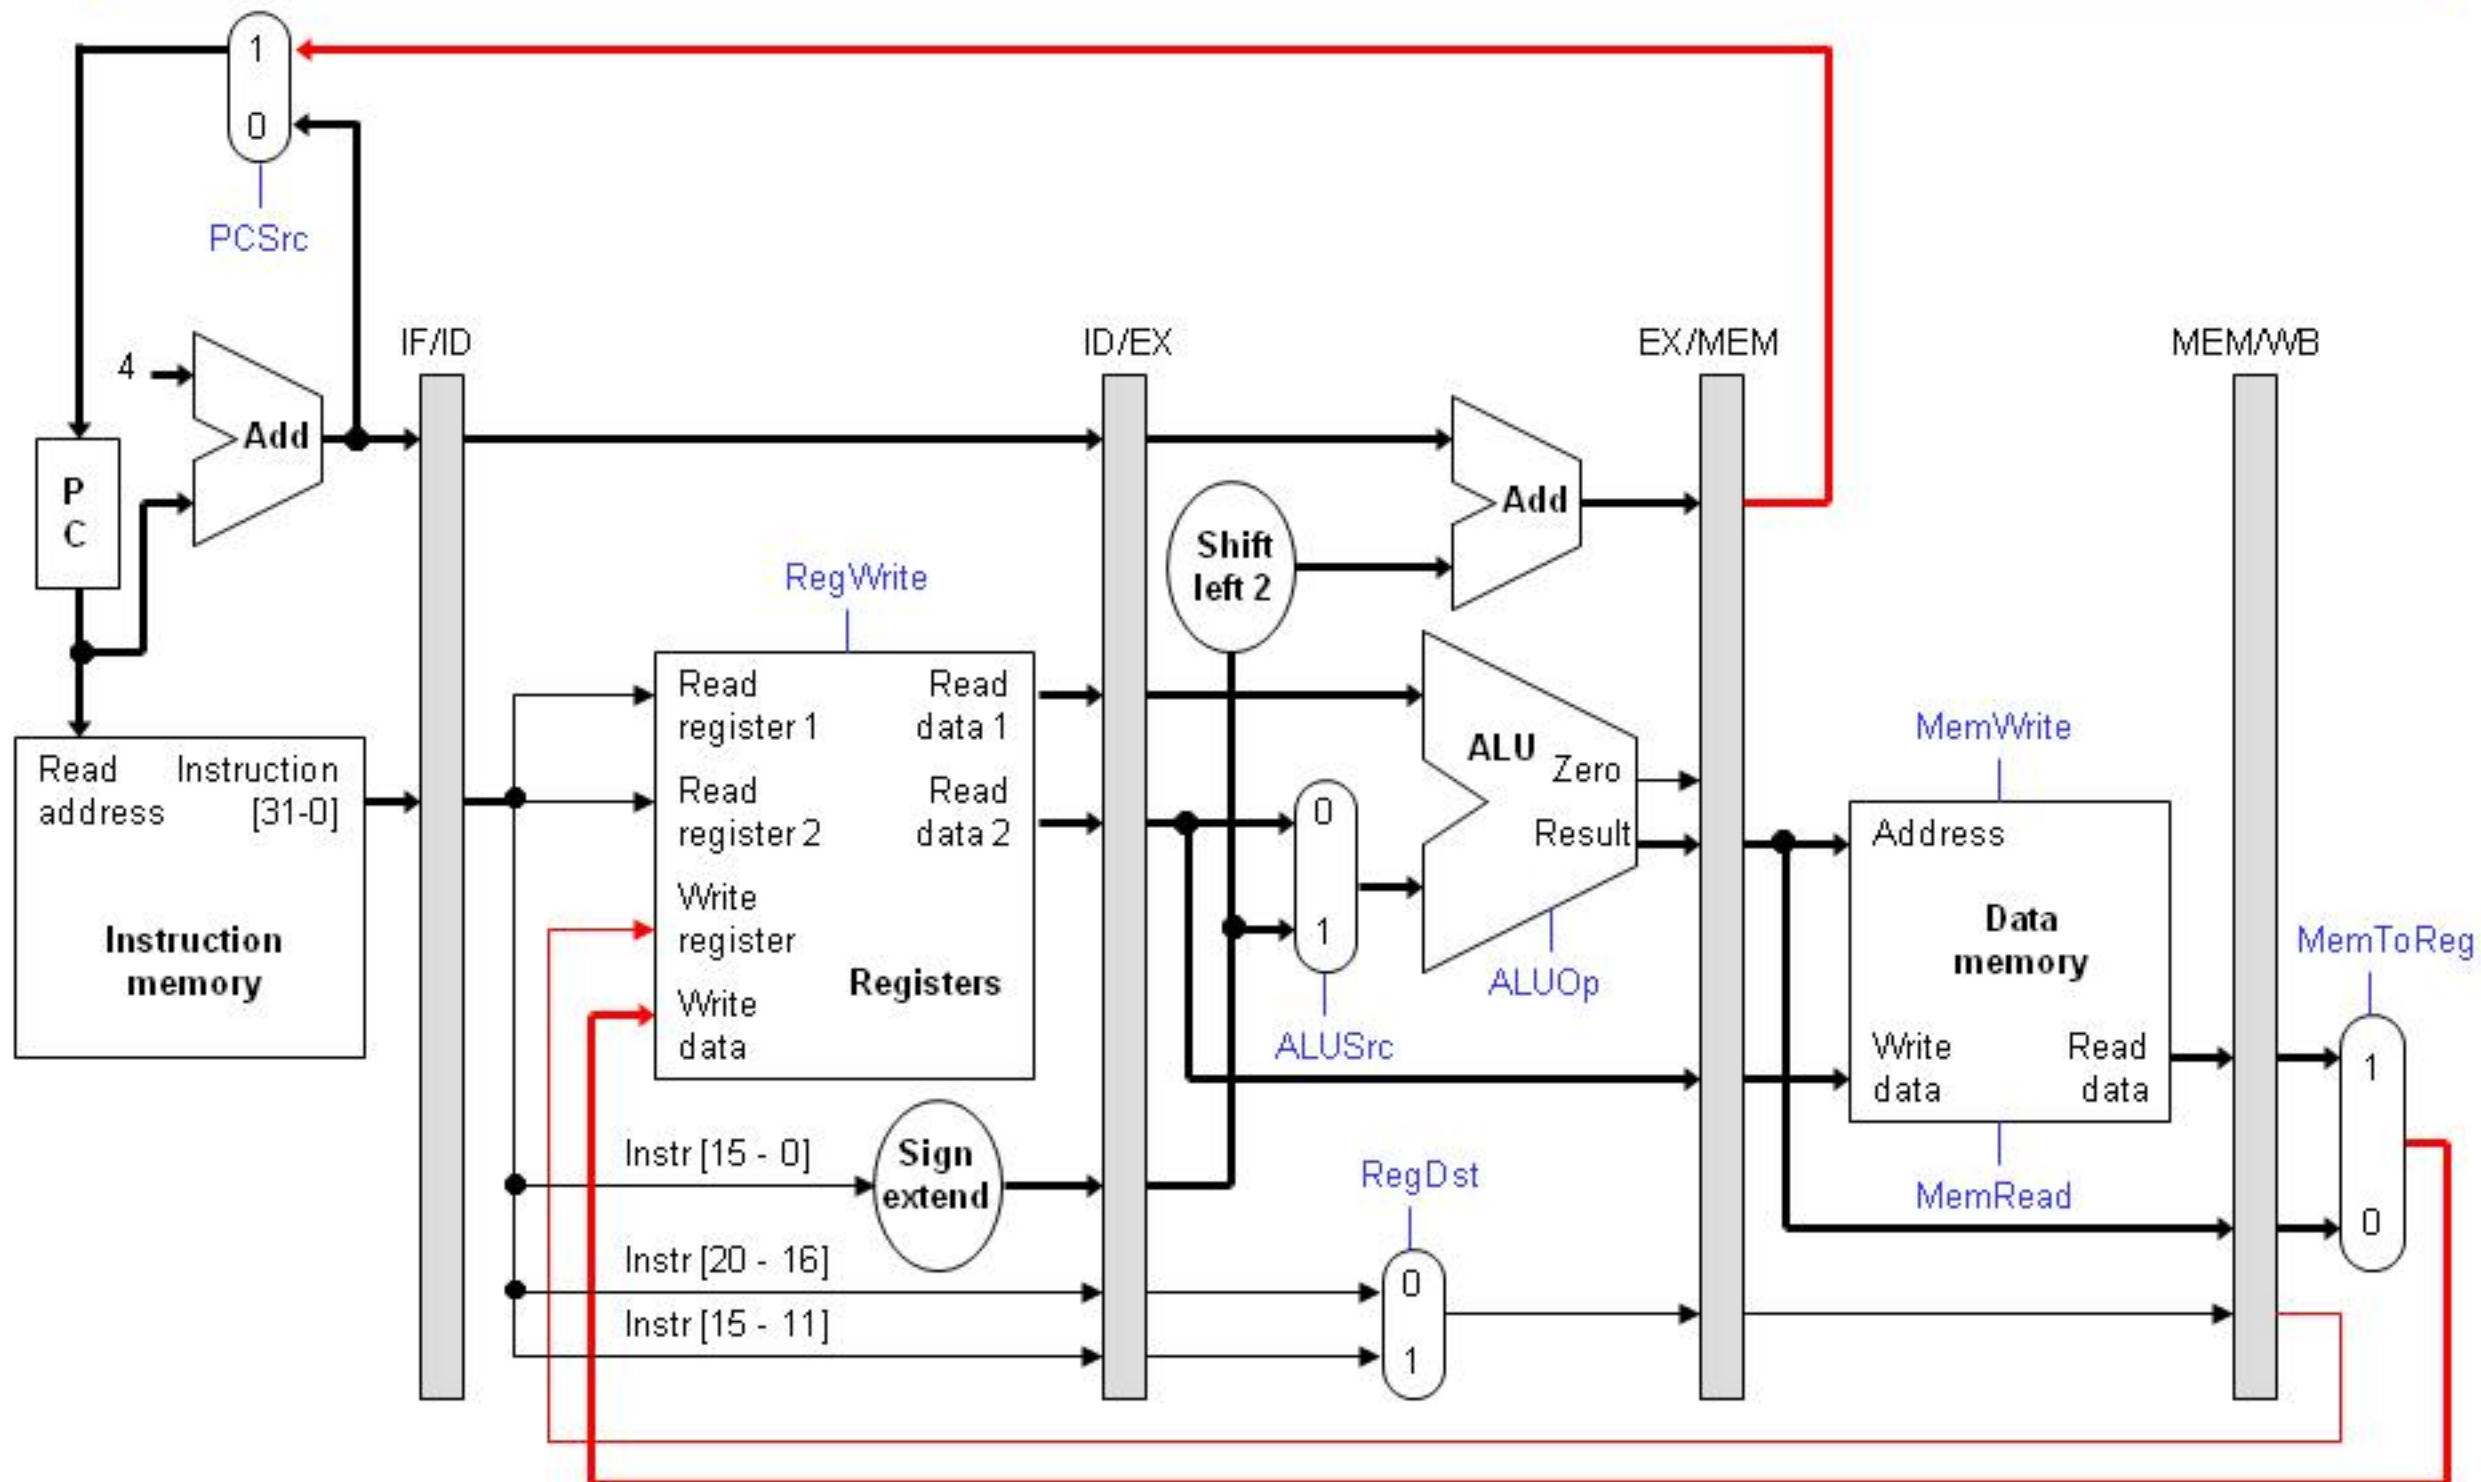 1
0
PCSrc
4
Add
P
C
IF/ID
ID/EX
EX/MEM
MEM/WB
Add
Shift
left 2
RegWrite
Read
register 1
Read
data 1
Read
register 2
Read
data 2
Write
register
Write
data
Registers
Read
address
Instruction
[31-0]
Instruction
memory
ALU
Zero
Result
ALUOp
0
1
ALUSrc
MemWrite
Address
Data
memory
Write
data
Read
data
MemRead
MemToReg
1
0
Instr [15 - 0]
Sign
extend
Instr [20 - 16]
Instr [15 - 11]
RegDst
0
1